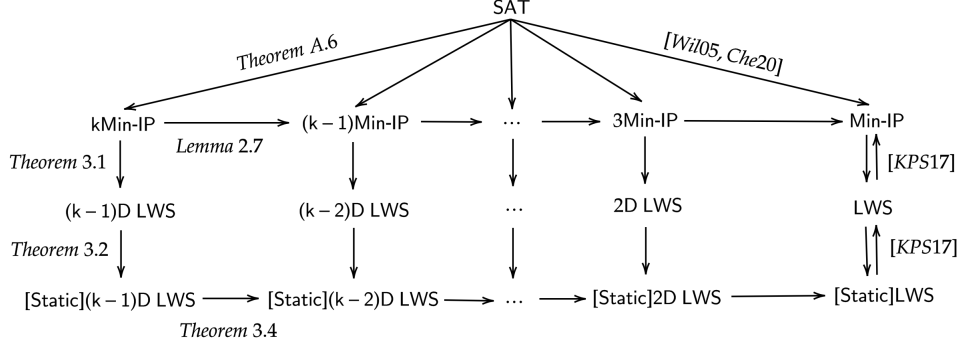 SAT
Theorem A.6
[Wil05, Che20]
kMin-IP
(k − 1)Min-IP
...
3Min-IP
Min-IP
Lemma 2.7
Theorem 3.1
[KPS17]
(k − 1)D LWS
(k − 2)D LWS
...
2D LWS
LWS
Theorem 3.2
[KPS17]
[Static](k − 1)D LWS
[Static](k − 2)D LWS
...
[Static]2D LWS
[Static]LWS
Theorem 3.4